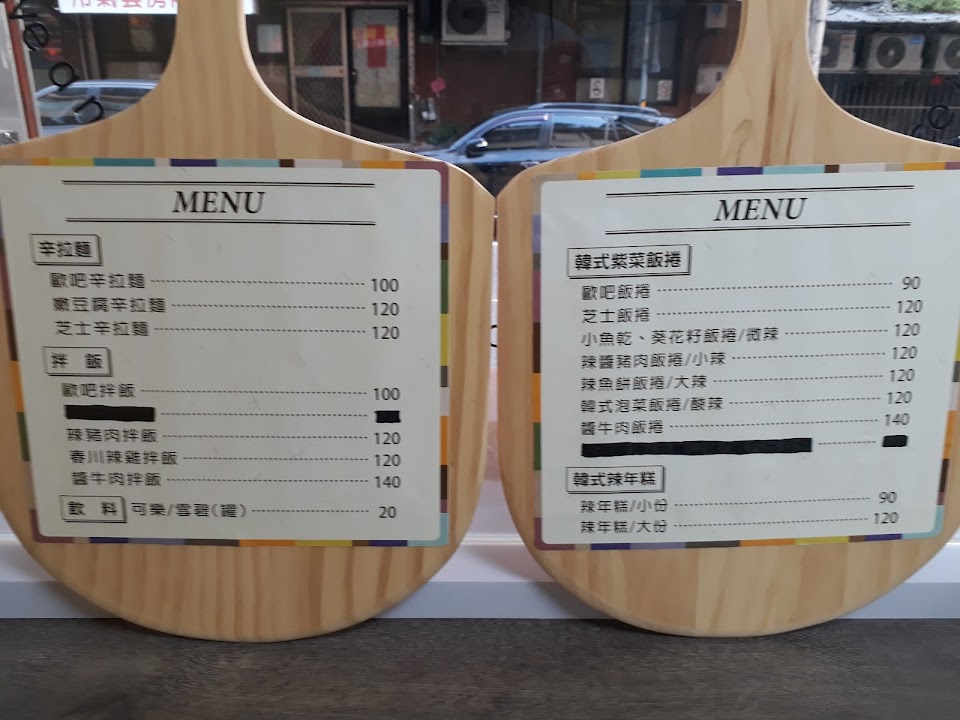 MENU
辛拉麵
歐吧辛拉麵 100
嫩豆腐辛拉麵 120
芝士辛拉麵 120
拌 飯
歐吧拌飯 100
辣豬肉拌飯 120
春川辣雞拌飯 120
醬牛肉拌飯 140
飲 料 可樂/雪碧(罐) 20
MENU
韓式紫菜飯捲
歐吧飯捲 90
芝士飯捲 120
小魚乾、葵花籽飯捲/微辣 120
辣醬豬肉飯捲/小辣 120
辣魚餅飯捲/大辣 120
韓式泡菜飯捲/酸辣 120
醬牛肉飯捲 140
韓式辣年糕
辣年糕/小份 90
辣年糕/大份 120